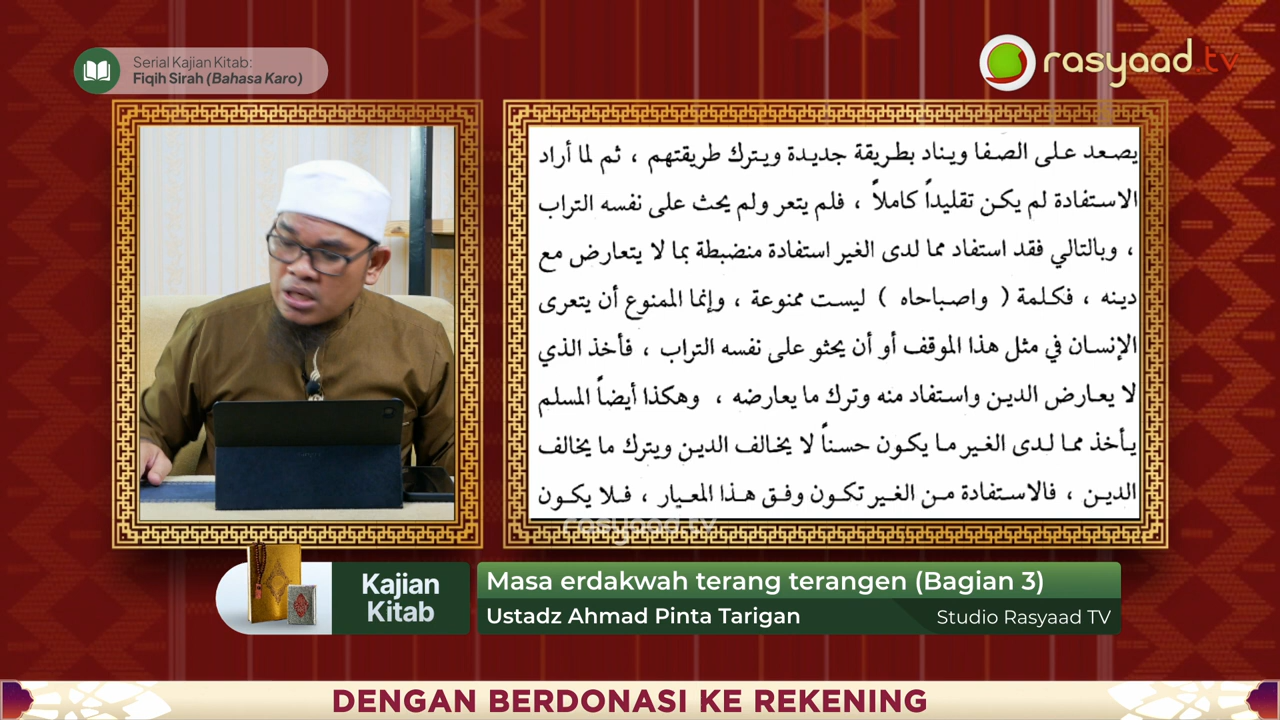 Serial Kajian Kitab:
Fiqih Sirah (Bahasa Karo)
rasyaad tv
يصعد على الصفا ويناد بطريقة جديدة ويترك طريقتهم ، ثم لما أراد
الاستفادة لم يكن تقليداً كاملاً ، فلم يتعر ولم يحث على نفسه التراب
، وبالتالي فقد استفاد مما لدى الغير استفادة منضبطة بما لا يتعارض مع
دينه ، فكلمة ( واصباحاه ) ليست ممنوعة ، وإنما الممنوع أن يتعرى
الإنسان في مثل هذا الموقف أو أن يحثو على نفسه التراب ، فأخذ الذي
لا يعارض الدين واستفاد منه وترك ما يعارضه ، وهكذا أيضاً المسلم
يأخذ مما لدى الغير ما يكون حسناً لا يخالف الدين ويترك ما يخالف
الدين ، فالاستفادة من الغير تكون وفق هذا المعيار ، فلا يكون
rasyaad tv
Kajian
Kitab
Masa erdakwah terang terangen (Bagian 3)
Ustadz Ahmad Pinta Tarigan
Studio Rasyaad TV
DENGAN BERDONASI KE REKENING